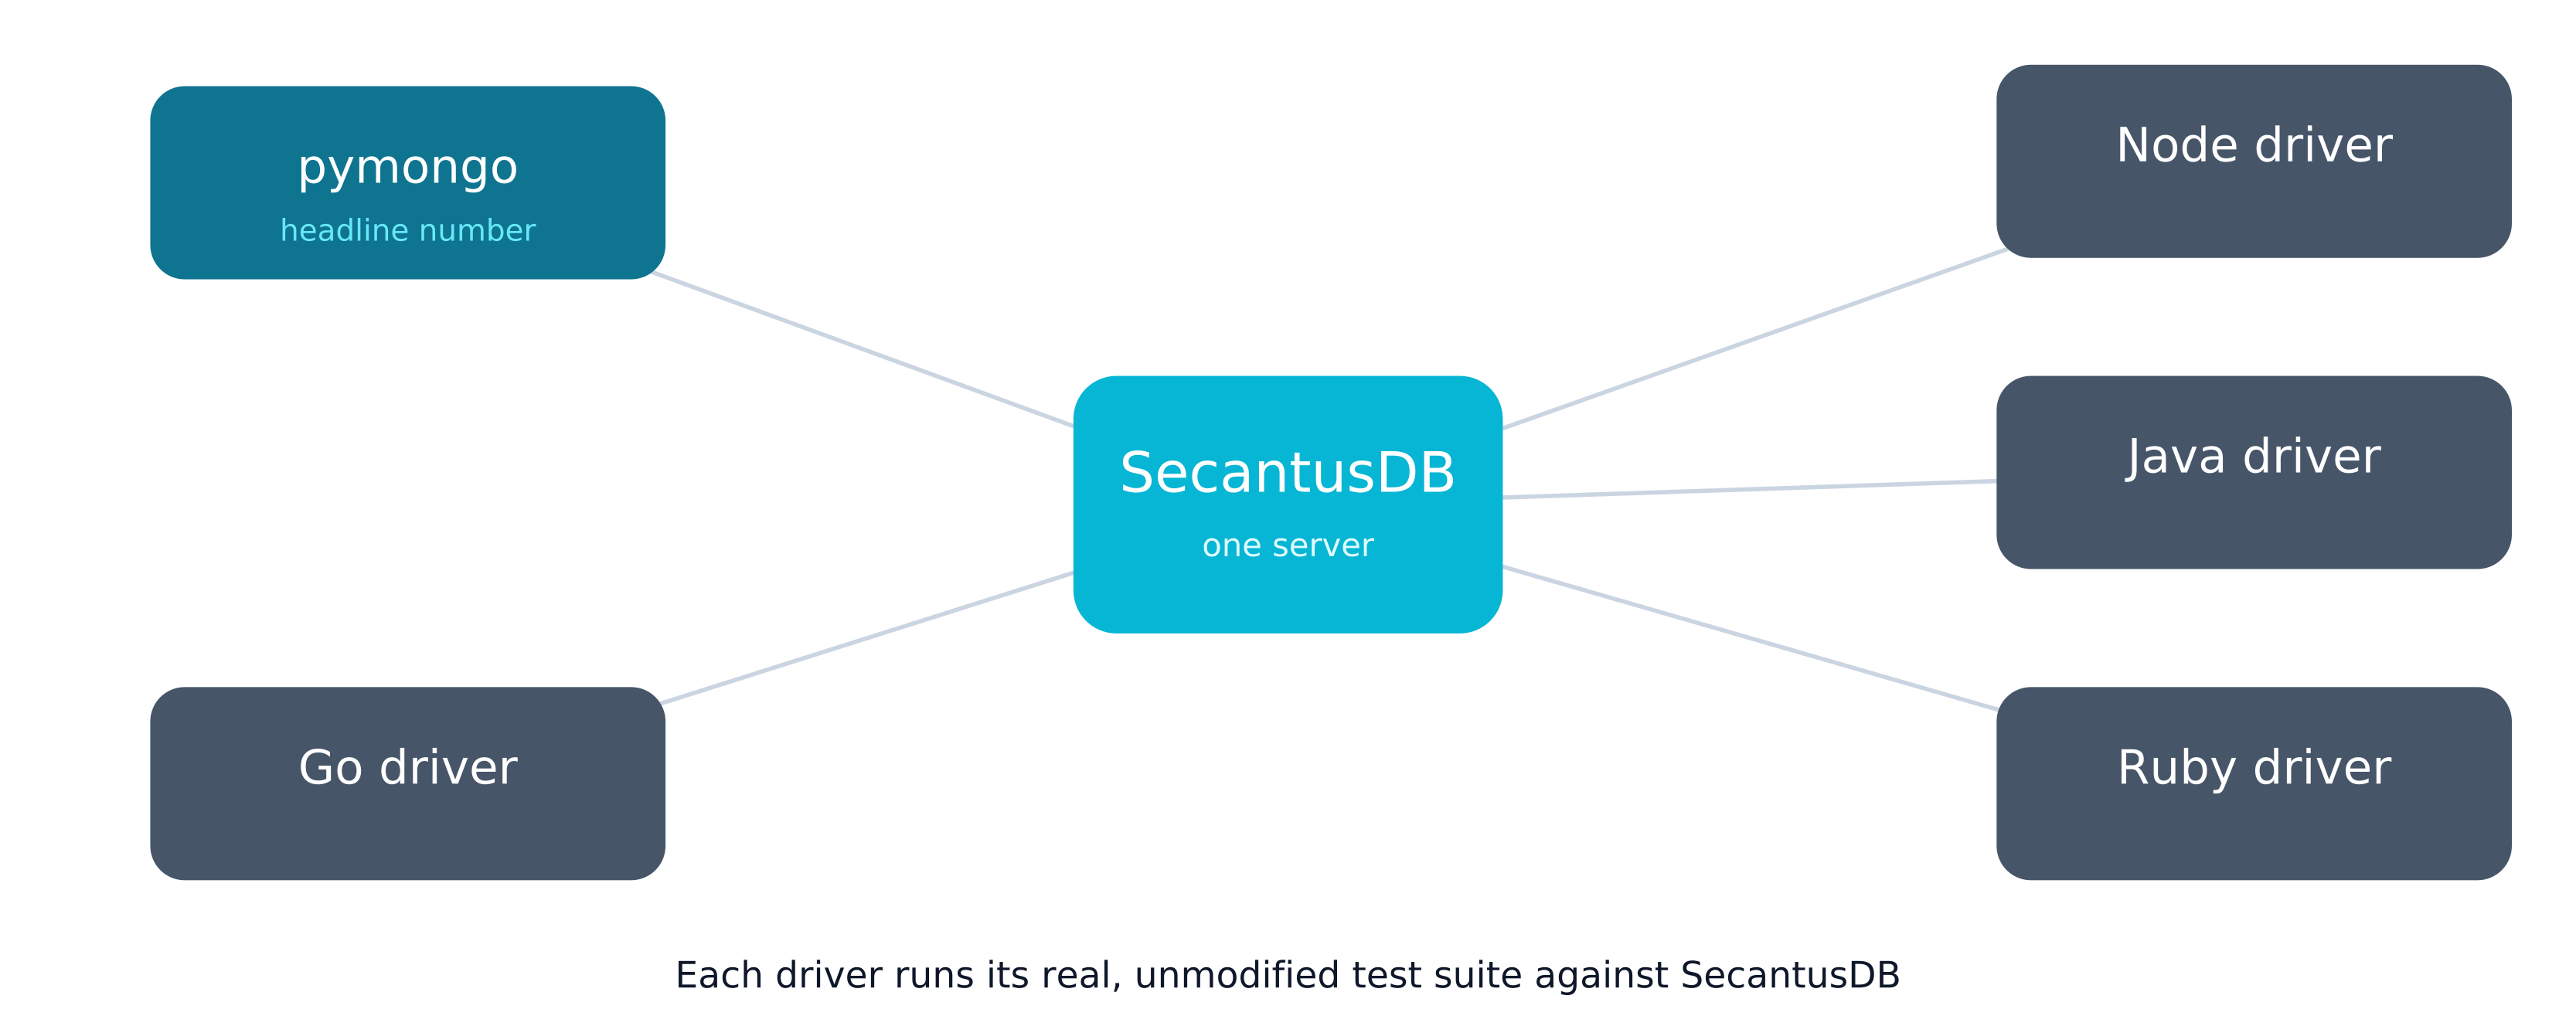 pymongo
headline number
Go driver
SecantusDB
one server
Node driver
Java driver
Ruby driver
Each driver runs its real, unmodified test suite against SecantusDB